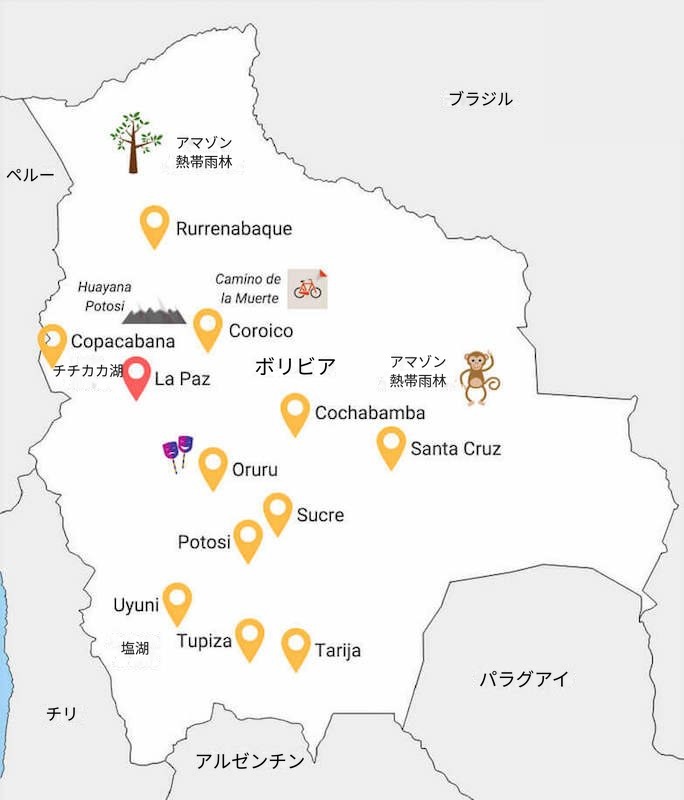 ブラジル
アマゾン
熱帯雨林
ペルー
Rurrenabaque
Huayana
Potosi
Camino de
la Muerte
Coroico
Copacabana
チチカカ湖
La Paz
ボリビア
アマゾン
熱帯雨林
Cochabamba
Santa Cruz
Oruru
Sucre
Potosi
Uyuni
塩湖
Tupiza
Tarija
パラグアイ
チリ
アルゼンチン